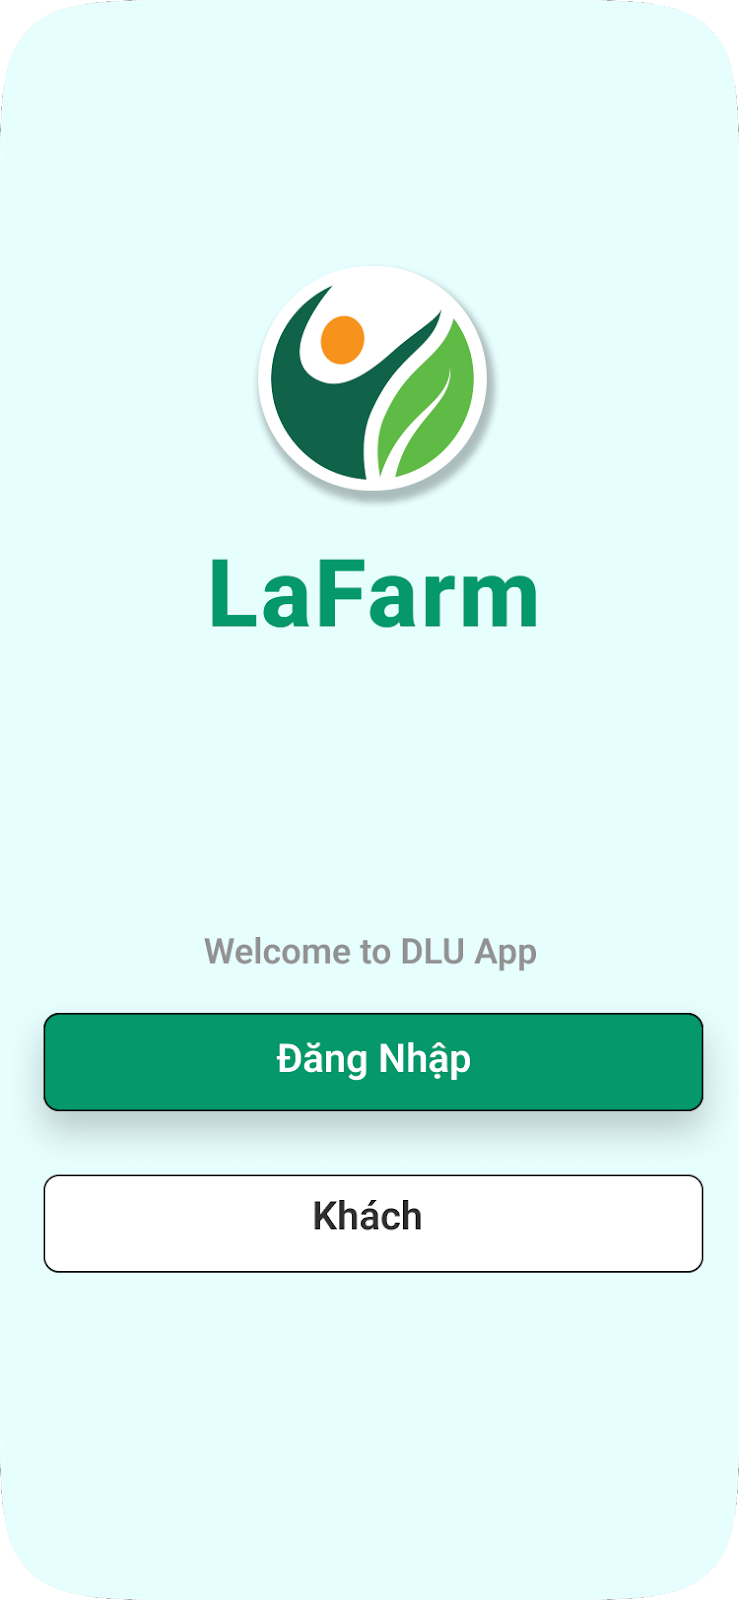 LaFarm
Welcome to DLU App
Đăng Nhập
Khách